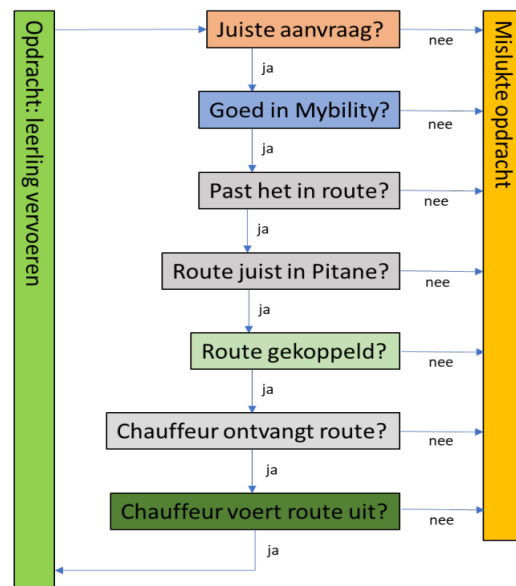 Opdracht: leerling vervoeren
Juiste aanvraag?
nee
ja
Goed in Mybility?
nee
ja
Past het in route?
nee
ja
Route juist in Pitane?
nee
ja
Route gekoppeld?
nee
ja
Chauffeur ontvangt route?
nee
ja
Chauffeur voert route uit?
nee
ja
Mislukte opdracht